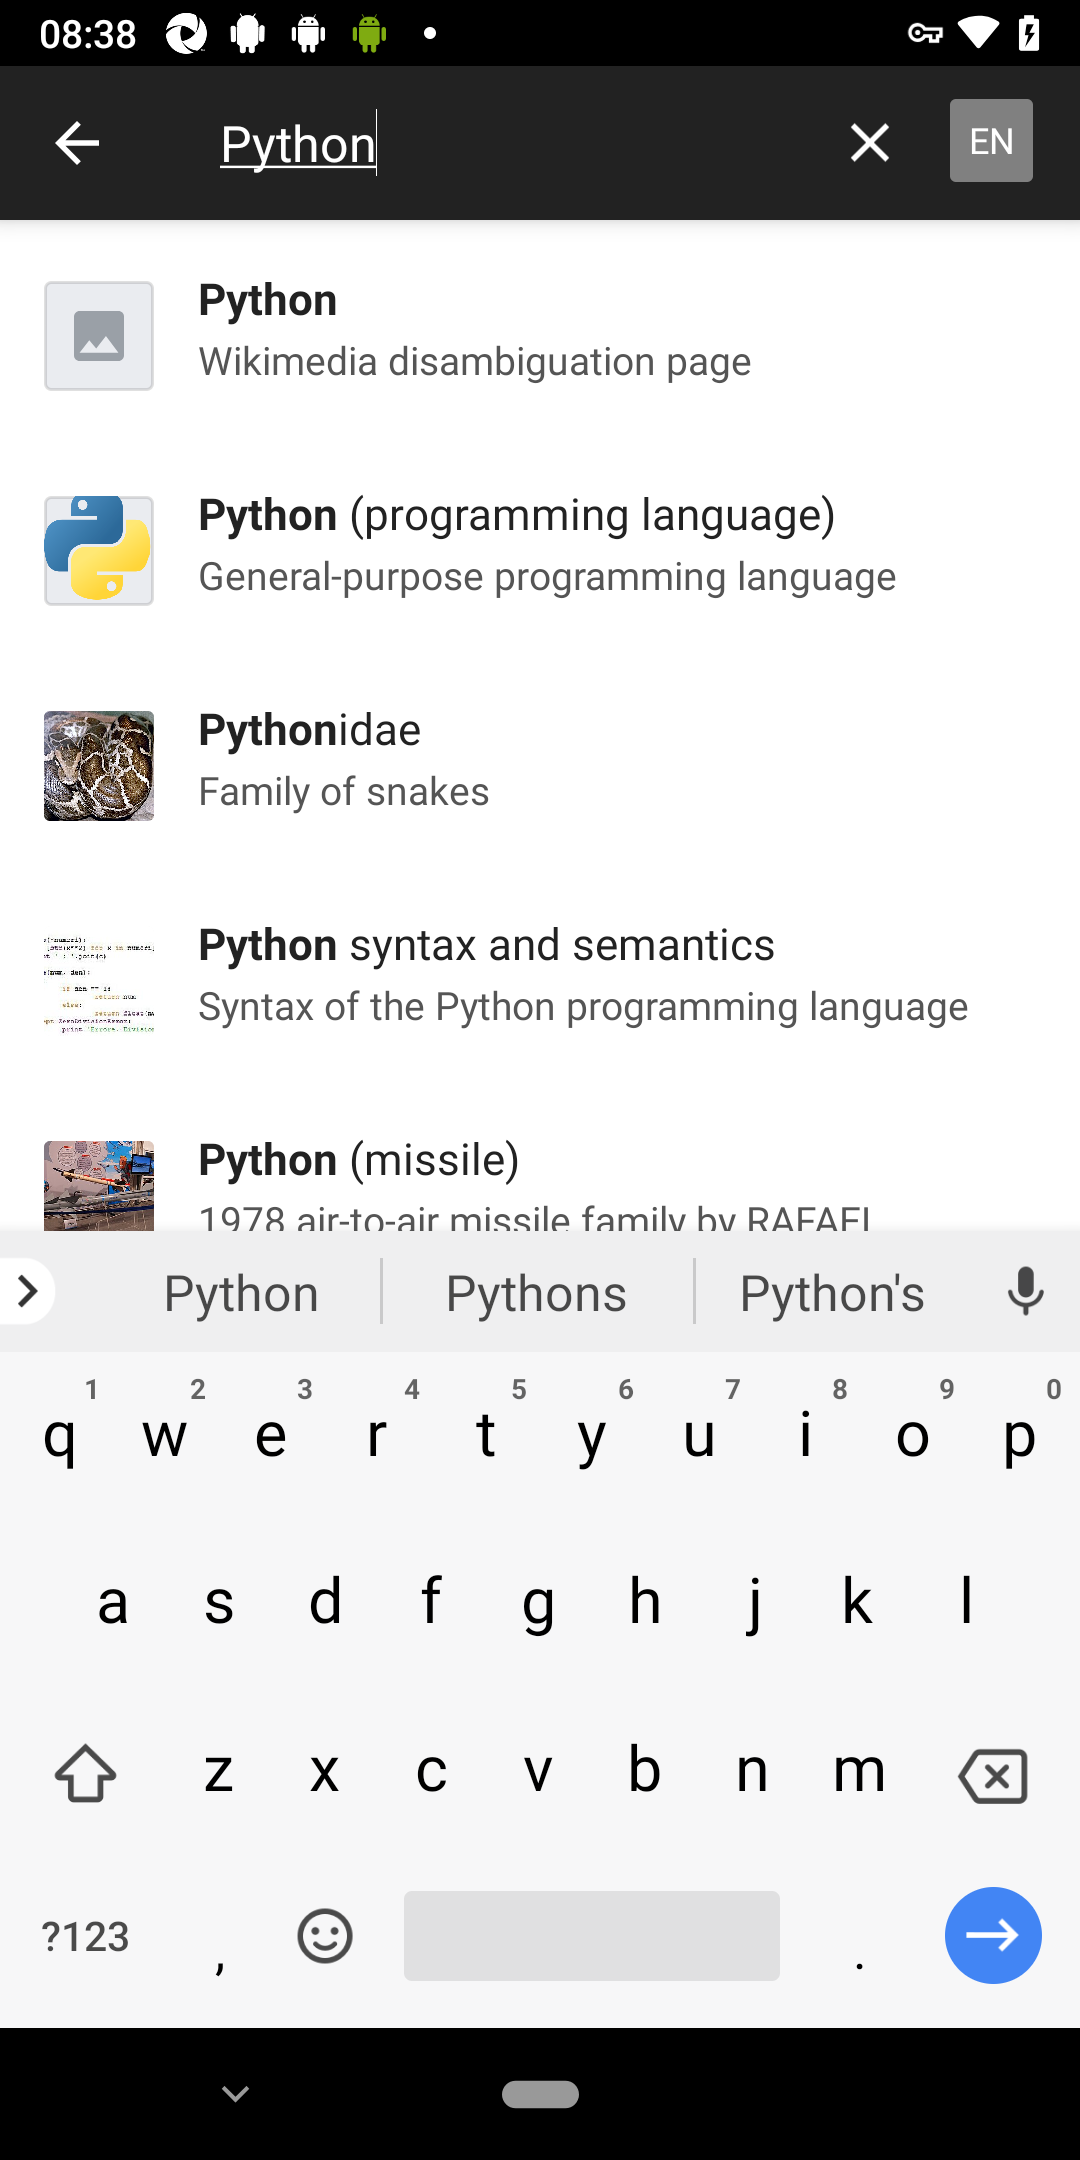 08:38
Python
EN
Python
Wikimedia disambiguation page
Python (programming language)
General-purpose programming language
Pythonidae
Family of snakes
Python syntax and semantics
Syntax of the Python programming language
Python (missile)
1978 air-to-air missile family by RAFAEL
Python Pythons Python's
1 2 3 4 5 6 7 8 9 0
q w e r t y u i o p
a s d f g h j k l
z x c v b n m
?123 , .